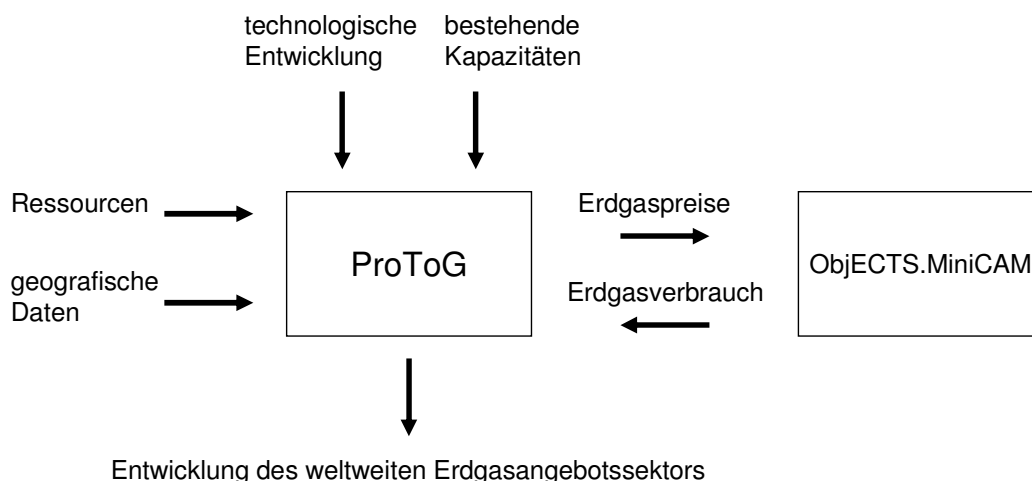 technologische
Entwicklung
bestehende
Kapazitäten
Ressourcen
geografische
Daten
ProToG
Erdgaspreise
Erdgasverbrauch
ObjECTS.MiniCAM
Entwicklung des weltweiten Erdgasangebotssektors